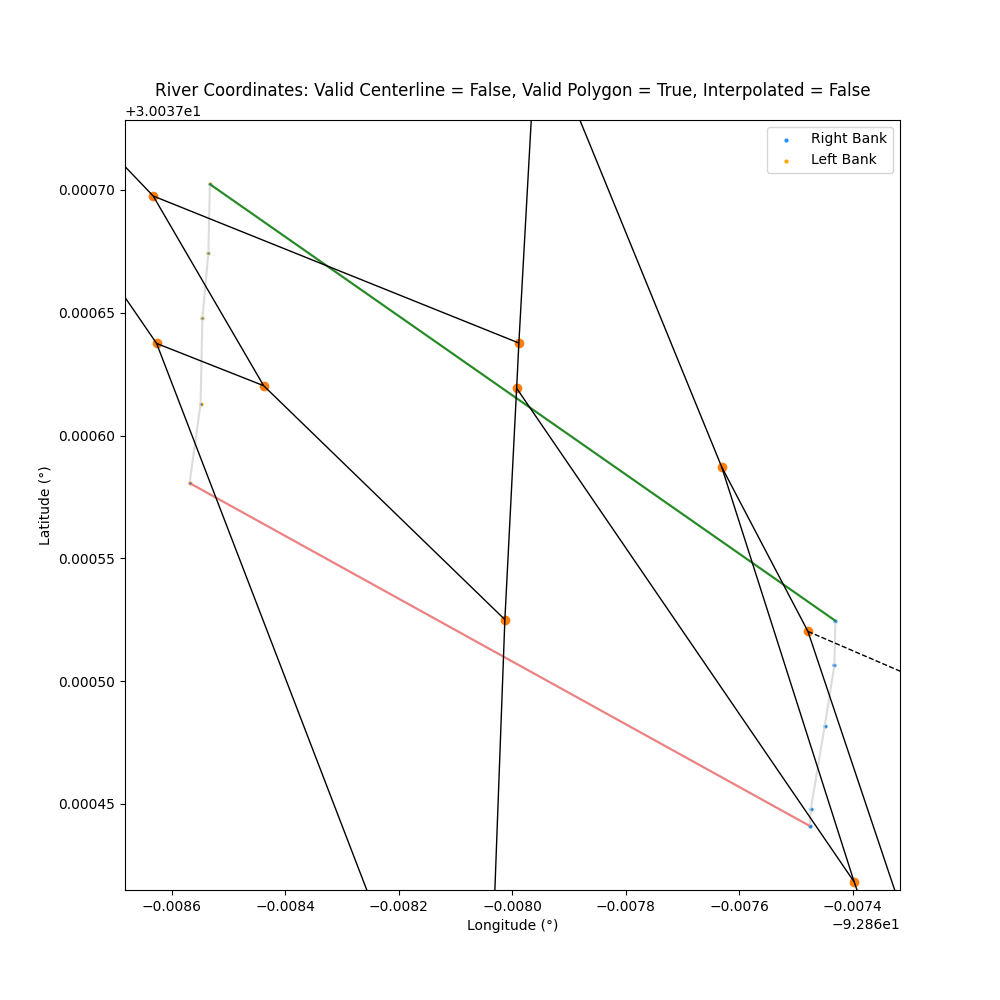 River Coordinates: Valid Centerline = False, Valid Polygon = True, Interpolated = False
+3.0037e1
Right Bank
Left Bank
0.00070
0.00065
0.00060
0.00055
0.00050
0.00045
Latitude (°)
−0.0086
−0.0084
−0.0082
−0.0080
−0.0078
−0.0076
−0.0074
Longitude (°)
−9.286e1